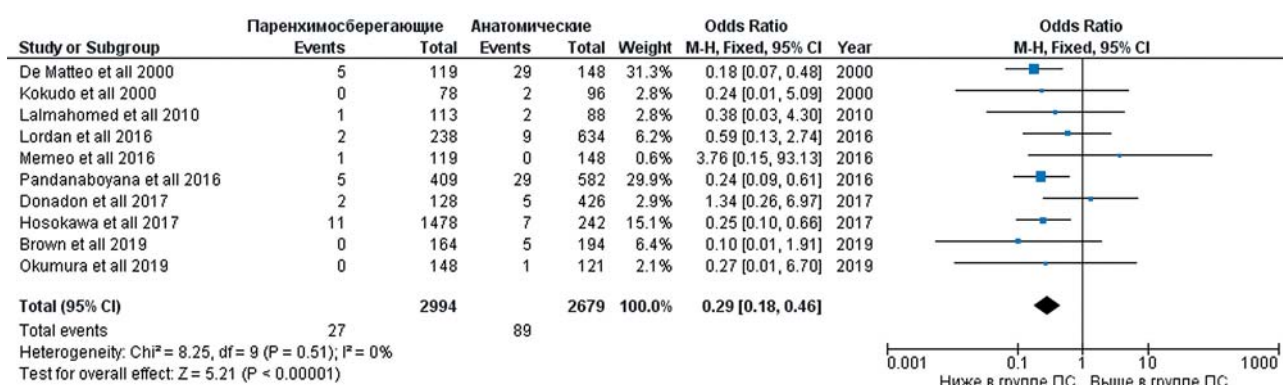 Паренхимосберегающие Анатомические Odds Ratio Odds Ratio
Study or Subgroup Events Total Events Total Weight M-H, Fixed, 95% CI Year M-H, Fixed, 95% CI
De Matteo et all 2000 5 119 29 148 31.3% 0.18 [0.07, 0.48] 2000
Kokudo et all 2000 0 78 2 96 2.8% 0.24 [0.01, 5.09] 2000
Lalmahomed et all 2010 1 113 2 88 2.8% 0.38 [0.03, 4.30] 2010
Lordan et all 2016 2 238 9 634 6.2% 0.59 [0.13, 2.74] 2016
Memeo et all 2016 1 119 0 148 0.6% 3.76 [0.15, 93.13] 2016
Pandanaboyana et all 2016 5 409 29 582 29.9% 0.24 [0.09, 0.61] 2016
Donadon et all 2017 2 128 5 426 2.9% 1.34 [0.26, 6.97] 2017
Hosokawa et all 2017 11 1478 7 242 15.1% 0.25 [0.10, 0.66] 2017
Brown et all 2019 0 164 5 194 6.4% 0.10 [0.01, 1.91] 2019
Okumura et all 2019 0 148 1 121 2.1% 0.27 [0.01, 6.70] 2019
Total (95% CI) 2994 2679 100.0% 0.29 [0.18, 0.46]
Total events 27 89
Heterogeneity: Chi² = 8.25, df = 9 (P = 0.51); I² = 0%
Test for overall effect: Z = 5.21 (P < 0.00001)
0.001 0.1 1 10 1000
Ниже в группе ПС Выше в группе ПС